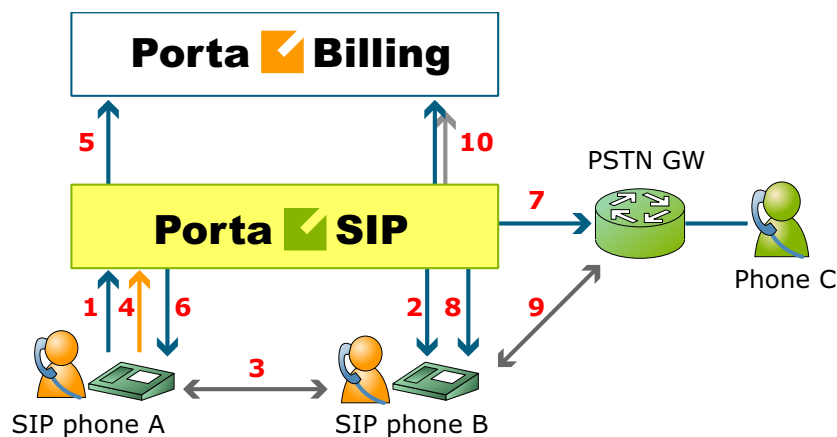 Porta Billing
5
10
PSTN GW
Porta SIP
7
Phone C
1
4
6
2
8
9
3
SIP phone A
SIP phone B